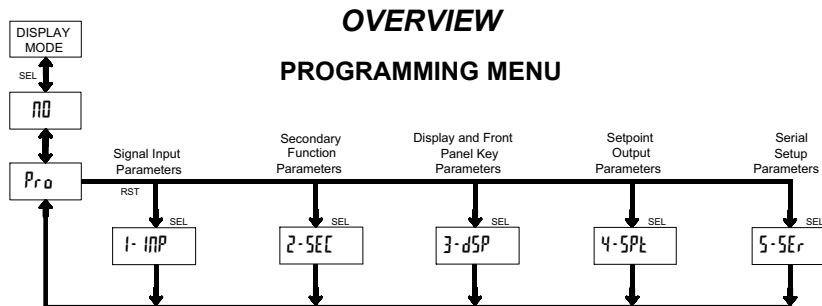 OVERVIEW
PROGRAMMING MENU
DISPLAY
MODE
SEL
NO
Pro
RST
Signal Input
Parameters
Secondary
Function
Parameters
Display and Front
Panel Key
Parameters
Setpoint
Output
Parameters
Serial
Setup
Parameters
SEL
SEL
SEL
SEL
SEL
1-INP
2-SEC
3-dSP
4-SPt
5-SEr